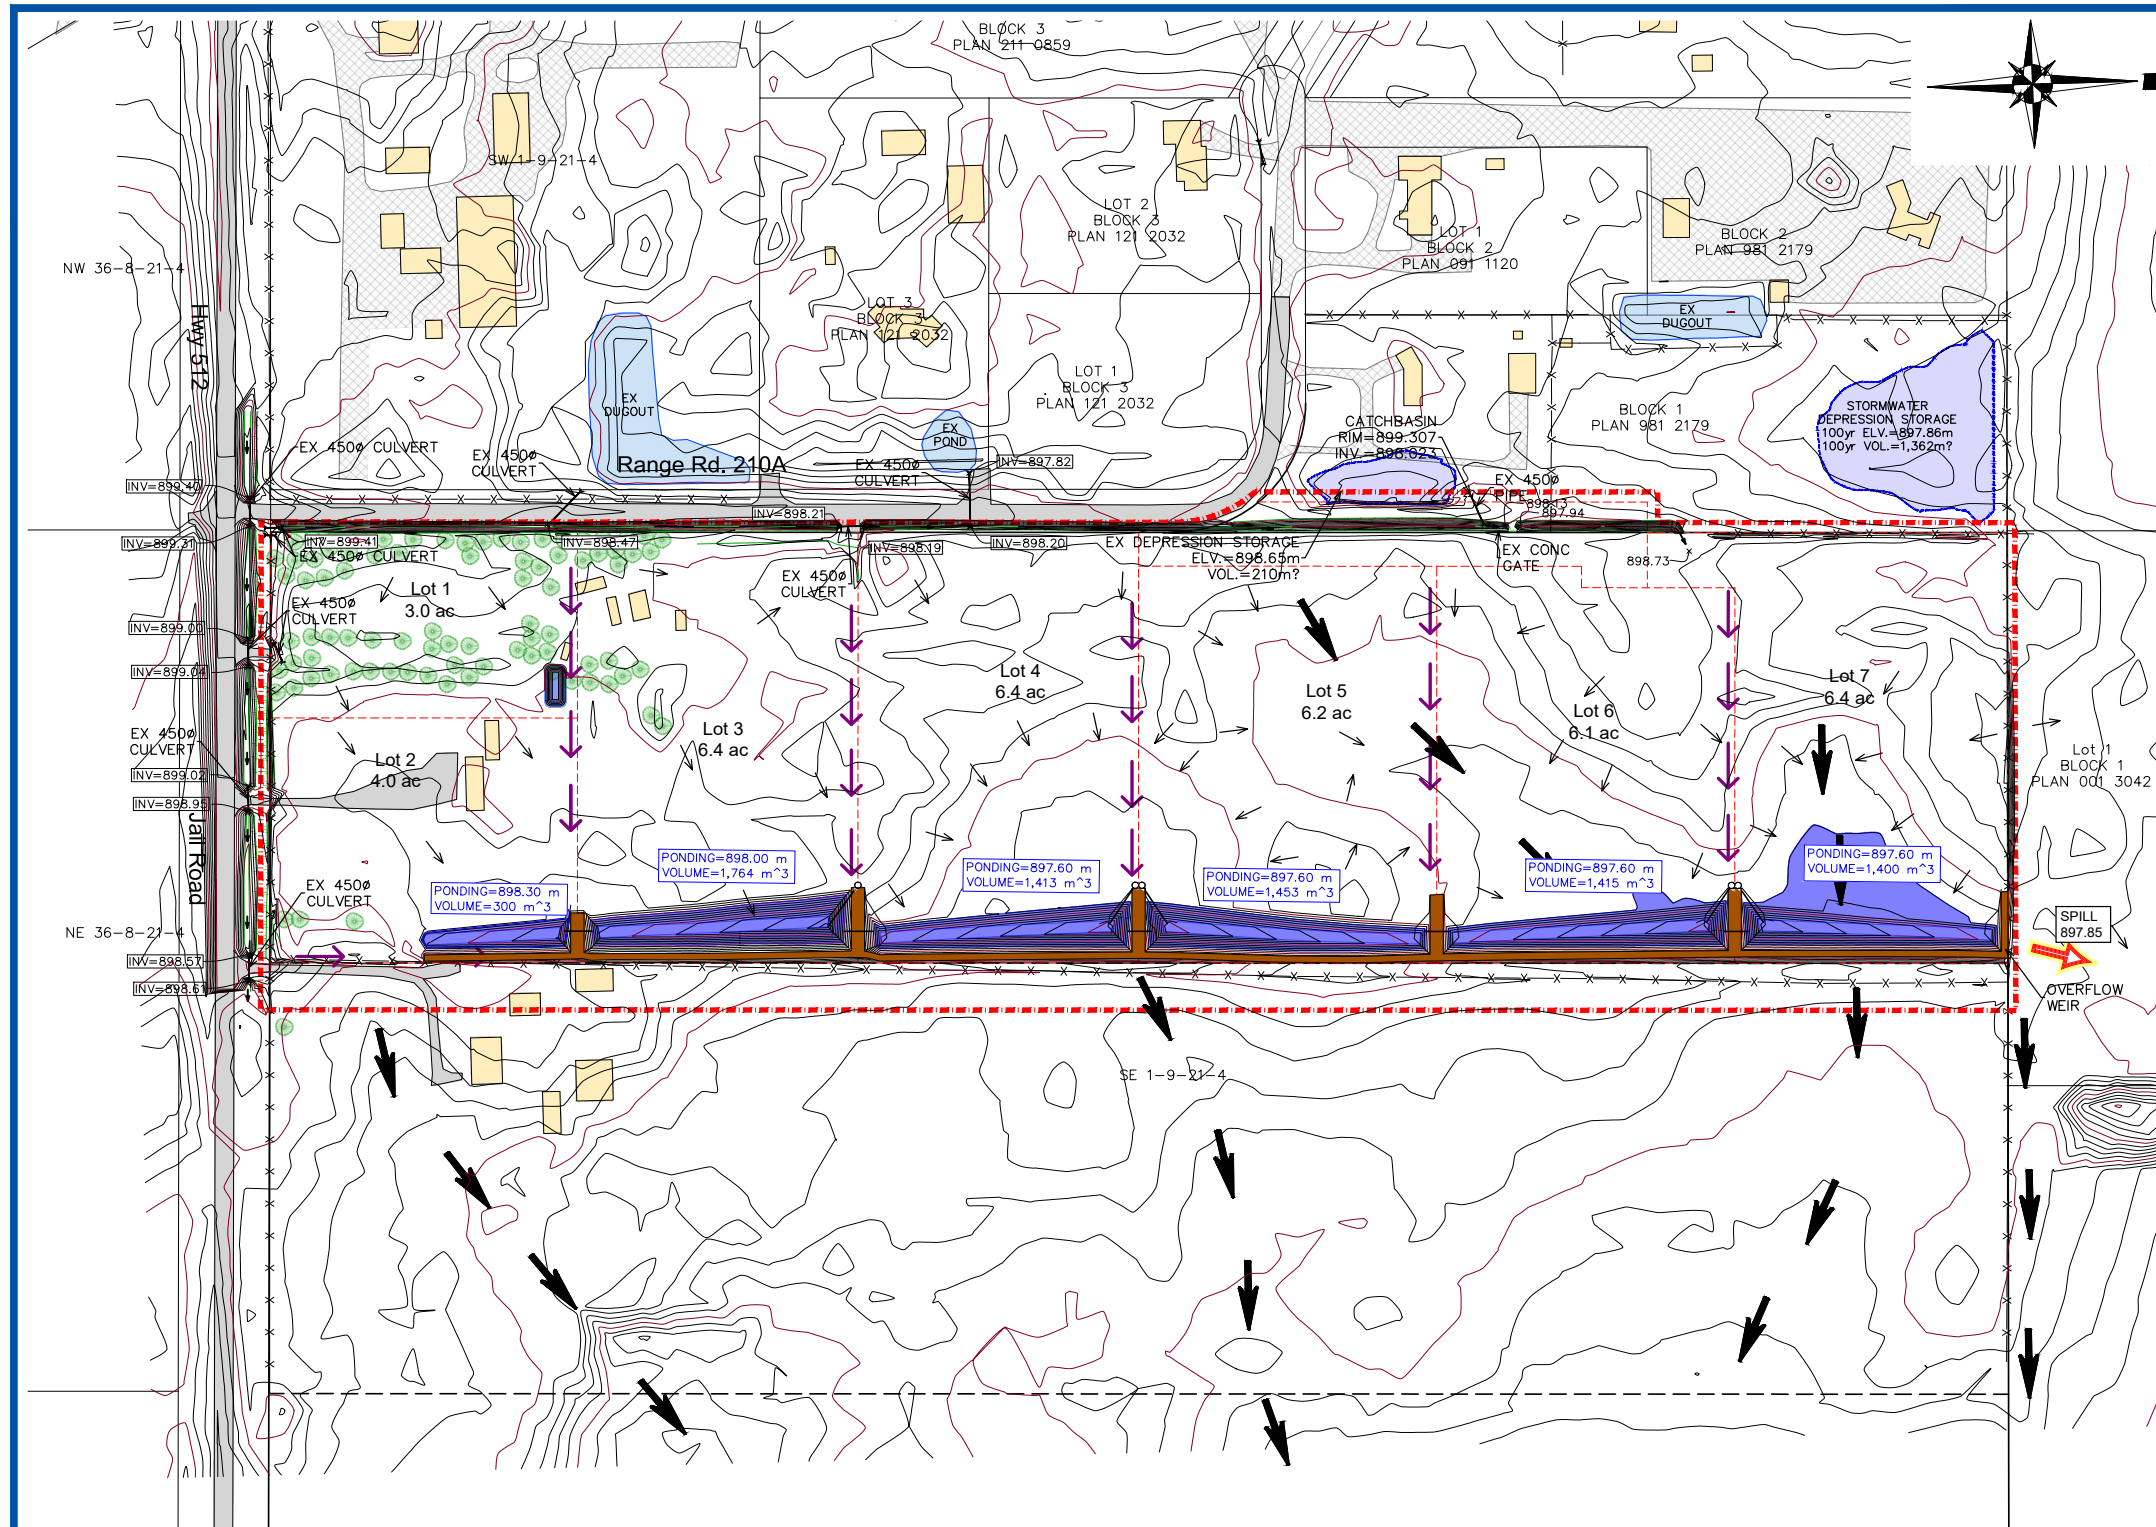 BLOCK 3
PLAN 211 0859
SW 1-9-21-4
LOT 2
BLOCK 3
PLAN 121 2032
LOT 1
BLOCK 2
PLAN 091 1120
BLOCK 2
PLAN 981 2179
NW 36-8-21-4
Hwy 512
LOT 3
BLOCK 3
PLAN 121 2032
EX
DUGOUT
EX
DUGOUT
LOT 1
BLOCK 3
PLAN 121 2032
BLOCK 1
PLAN 981 2179
STORMWATER
DEPRESSION STORAGE
100yr ELV.=897.86m
100yr VOL.=1,362m?
CATCHBASIN
RIM=899.307
INV.=898.023
EX 450ø CULVERT
EX 450ø
CULVERT
Range Rd. 210A
EX
POND
EX 450ø
CULVERT
INV=897.82
EX 450ø
PIPE
898.13
897.94
INV=899.40
INV=898.21
INV=899.31
INV=899.41
EX 450ø CULVERT
INV=898.47
INV=898.19
INV=898.20
EX DEPRESSION STORAGE
ELV.=898.65m
VOL.=210m?
EX CONC
GATE
898.73
EX 450ø
CULVERT
Lot 1
3.0 ac
EX 450ø
CULVERT
INV=899.00
INV=899.04
Lot 4
6.4 ac
Lot 5
6.2 ac
Lot 6
6.1 ac
Lot 7
6.4 ac
Lot 3
6.4 ac
Lot 2
4.0 ac
EX 450ø
CULVERT
INV=899.02
INV=898.95
Lot 1
BLOCK 1
PLAN 001 3042
Jail Road
PONDING=898.30 m
VOLUME=300 m^3
PONDING=898.00 m
VOLUME=1,764 m^3
PONDING=897.60 m
VOLUME=1,413 m^3
PONDING=897.60 m
VOLUME=1,453 m^3
PONDING=897.60 m
VOLUME=1,415 m^3
PONDING=897.60 m
VOLUME=1,400 m^3
EX 450ø
CULVERT
NE 36-8-21-4
INV=898.57
INV=898.61
SPILL
897.85
OVERFLOW
WEIR
SE 1-9-21-4